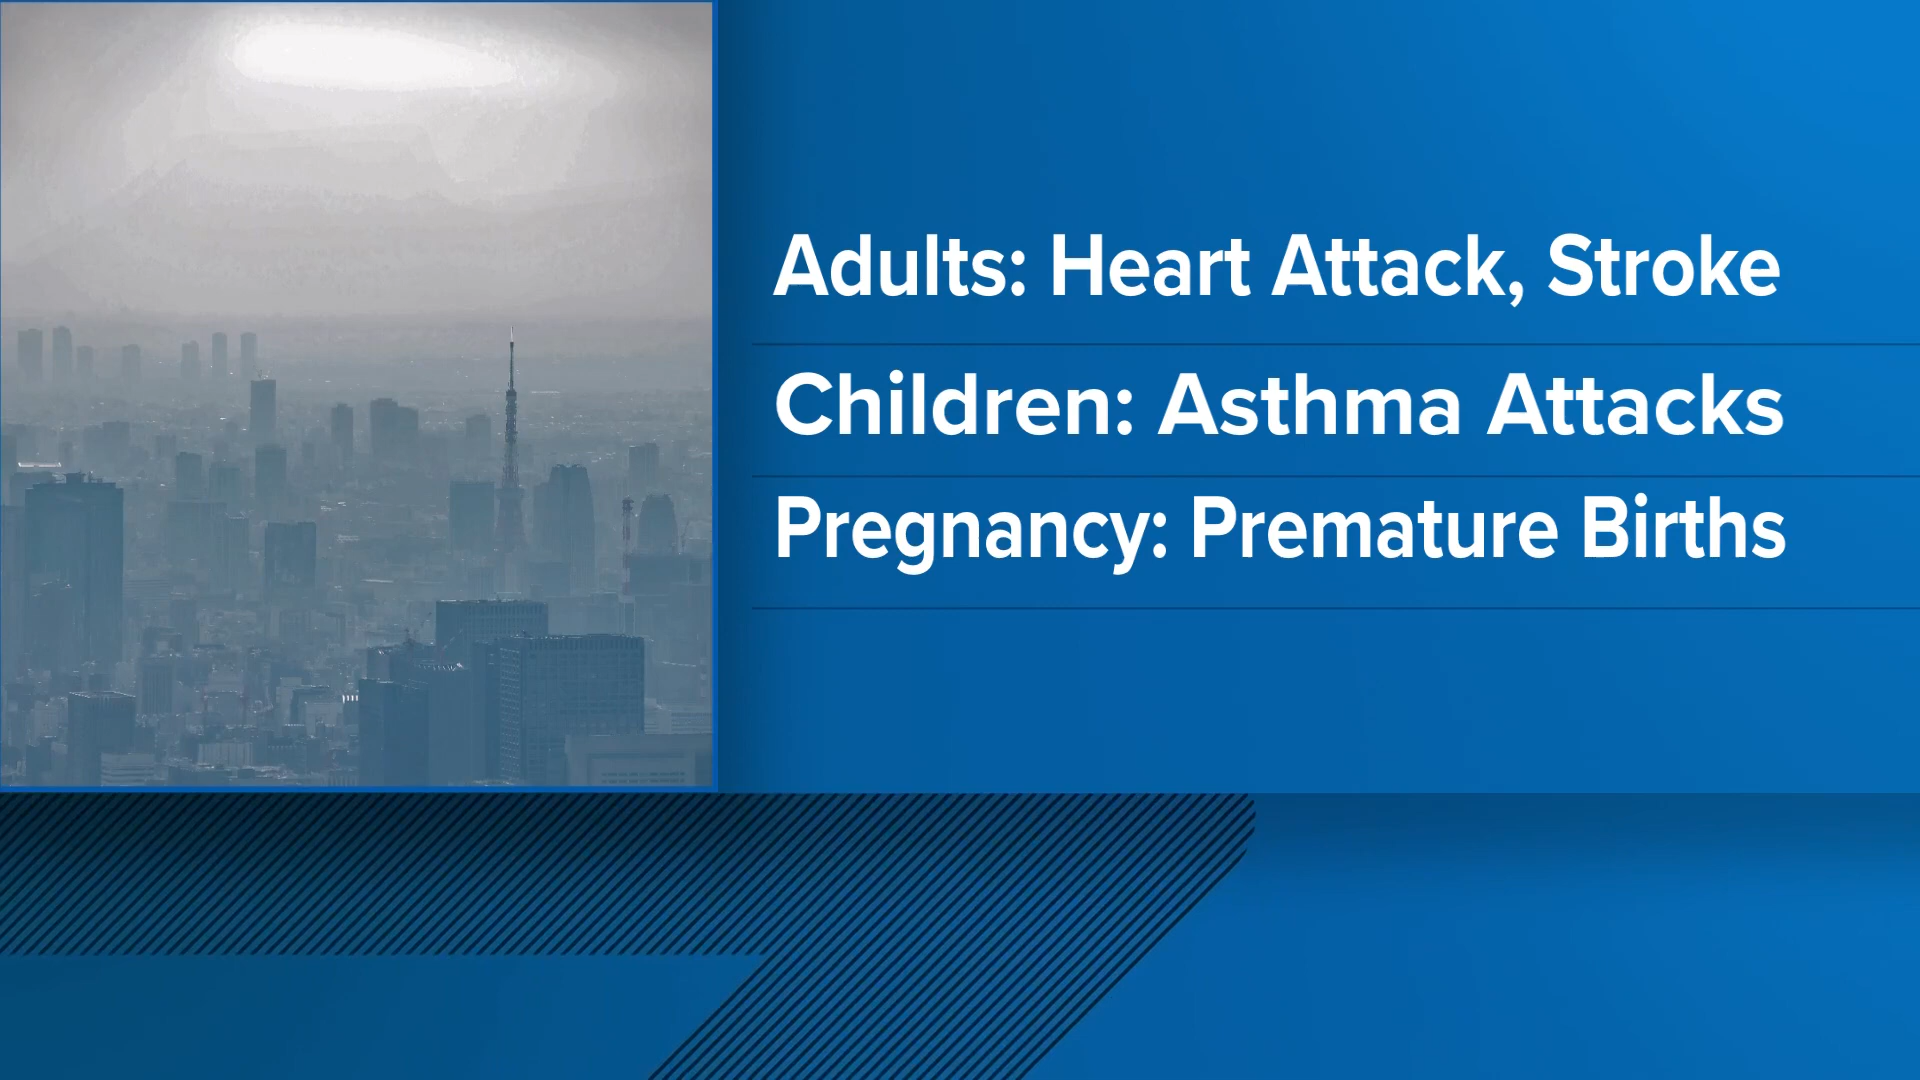 Adults: Heart Attack, Stroke
Children: Asthma Attacks
Pregnancy: Premature Births